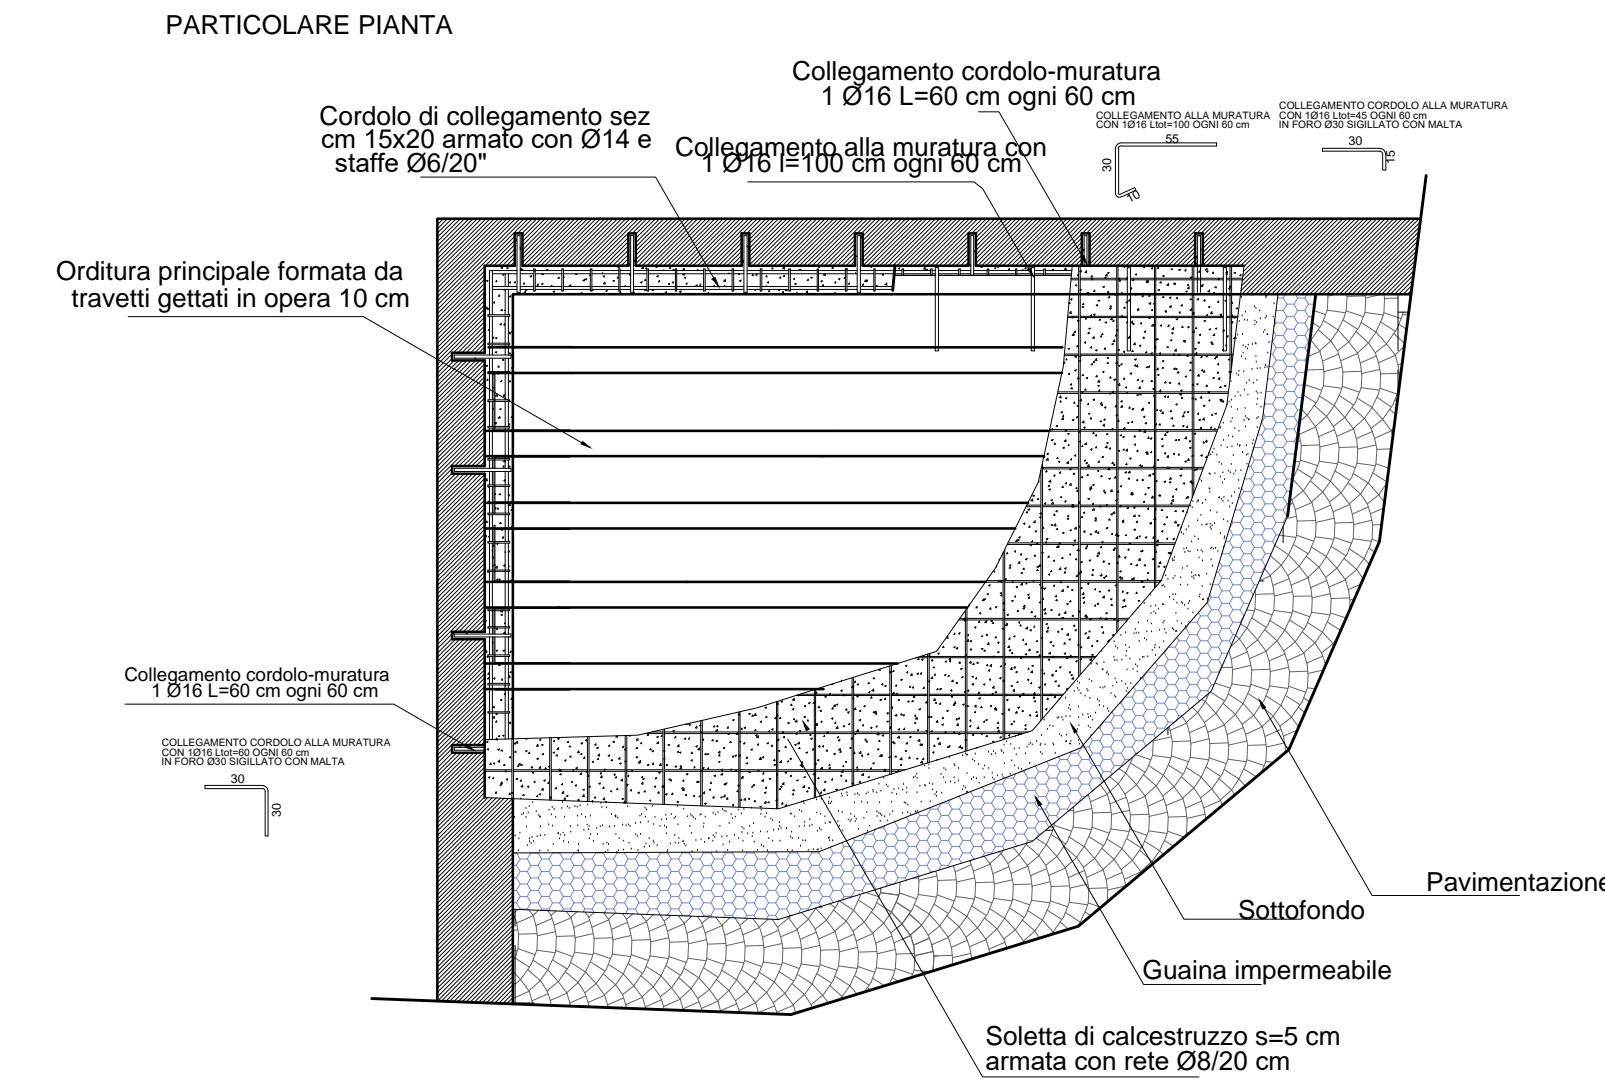 PARTICOLARE PIANTA
Collegamento cordolo-muratura
1 Ø16 L=60 cm ogni 60 cm
Cordolo di collegamento sez
cm 15x20 armato con Ø14 e
staffe Ø6/20"
Collegamento alla muratura con
1 Ø16 l=100 cm ogni 60 cm
COLLEGAMENTO ALLA MURATURA
CON 1Ø16 Ltot=100 OGNI 60 cm
55
30
10
COLLEGAMENTO CORDOLO ALLA MURATURA
CON 1Ø16 Ltot=45 OGNI 60 cm
IN FORO Ø30 SIGILLATO CON MALTA
30
15
Orditura principale formata da
travetti gettati in opera 10 cm
Collegamento cordolo-muratura
1 Ø16 L=60 cm ogni 60 cm
COLLEGAMENTO CORDOLO ALLA MURATURA
CON 1Ø16 Ltot=60 OGNI 60 cm
IN FORO Ø30 SIGILLATO CON MALTA
30
30
Pavimentazione
Sottofondo
Guaina impermeabile
Soletta di calcestruzzo s=5 cm
armata con rete Ø8/20 cm